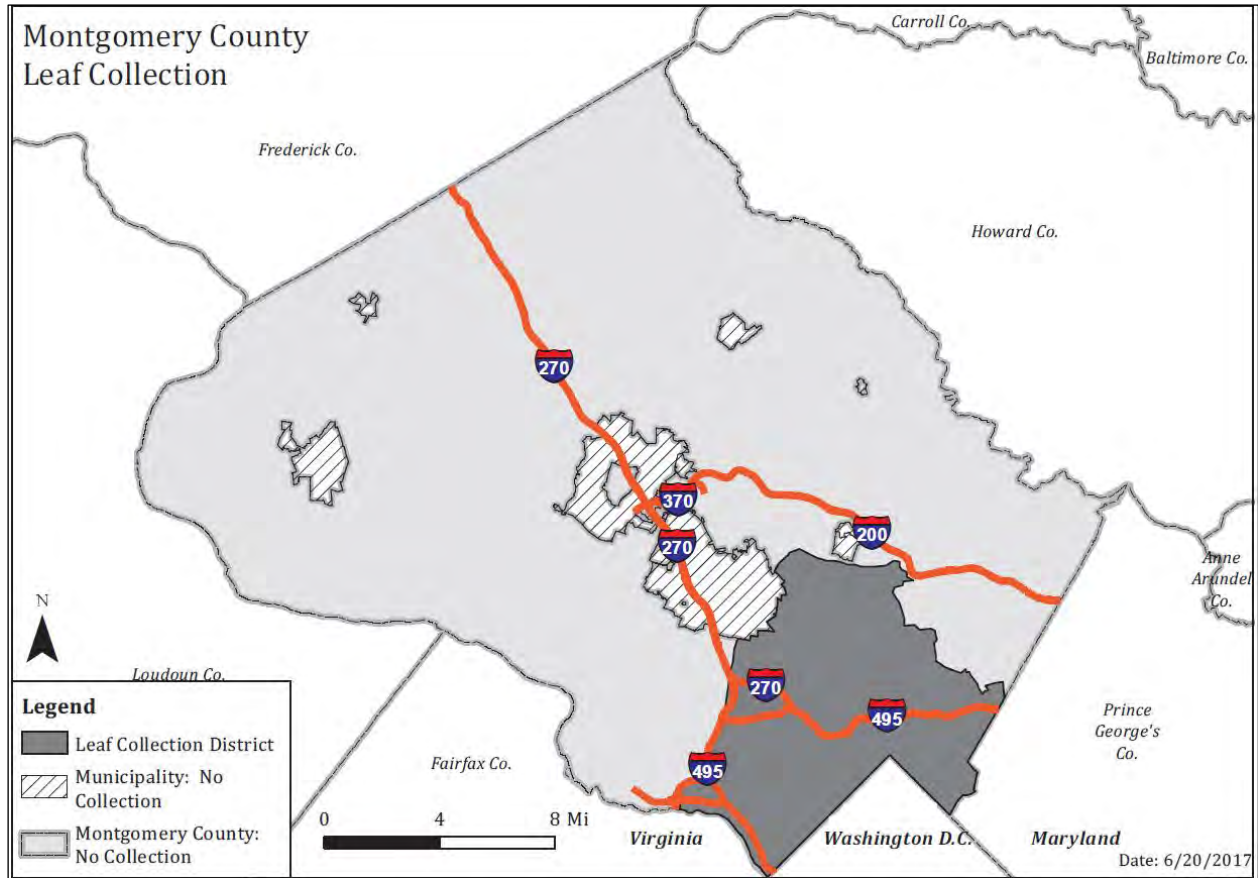 Montgomery County
Leaf Collection
Carroll Co.
Baltimore Co.
Frederick Co.
Howard Co.
270
370
200
270
Anne
Arundel
Co.
N
Loudoun Co.
270
495
Prince
George's
Co.
Legend
Leaf Collection District
Municipality: No
Collection
Montgomery County:
No Collection
Fairfax Co.
495
0 4 8 Mi
Virginia
Washington D.C.
Maryland
Date: 6/20/2017